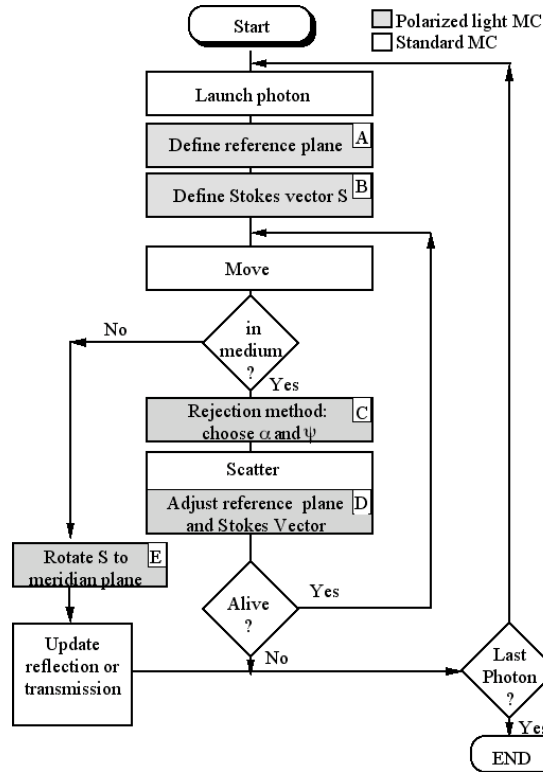 Start
Polarized light MC
Standard MC
Launch photon
A
Define reference plane
B
Define Stokes vector S
Move
No
in
medium
?
Yes
Rejection method:
choose α and ψ
C
Scatter
Adjust reference plane
and Stokes Vector
D
Rotate S to
meridian plane
E
Alive
?
Yes
No
Update
reflection or
transmission
Last
Photon
?
Yes
END